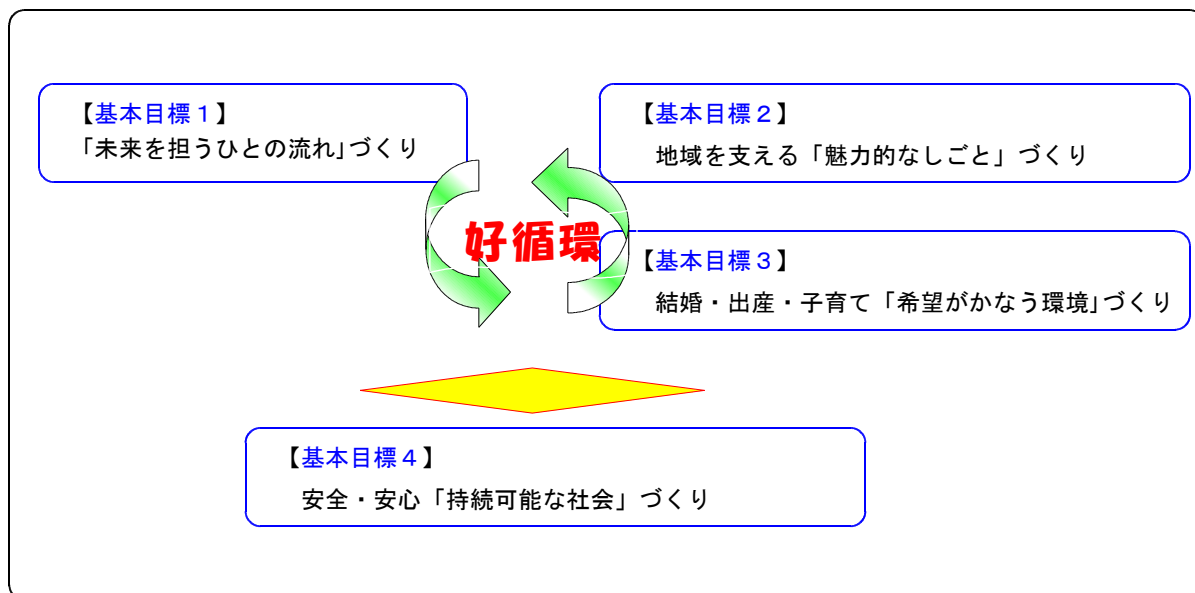 【基本目標１】
「未来を担うひとの流れ」づくり
【基本目標２】
地域を支える「魅力的なしごと」づくり
好循環
【基本目標３】
結婚・出産・子育て「希望がかなう環境」づくり
【基本目標４】
安全・安心「持続可能な社会」づくり